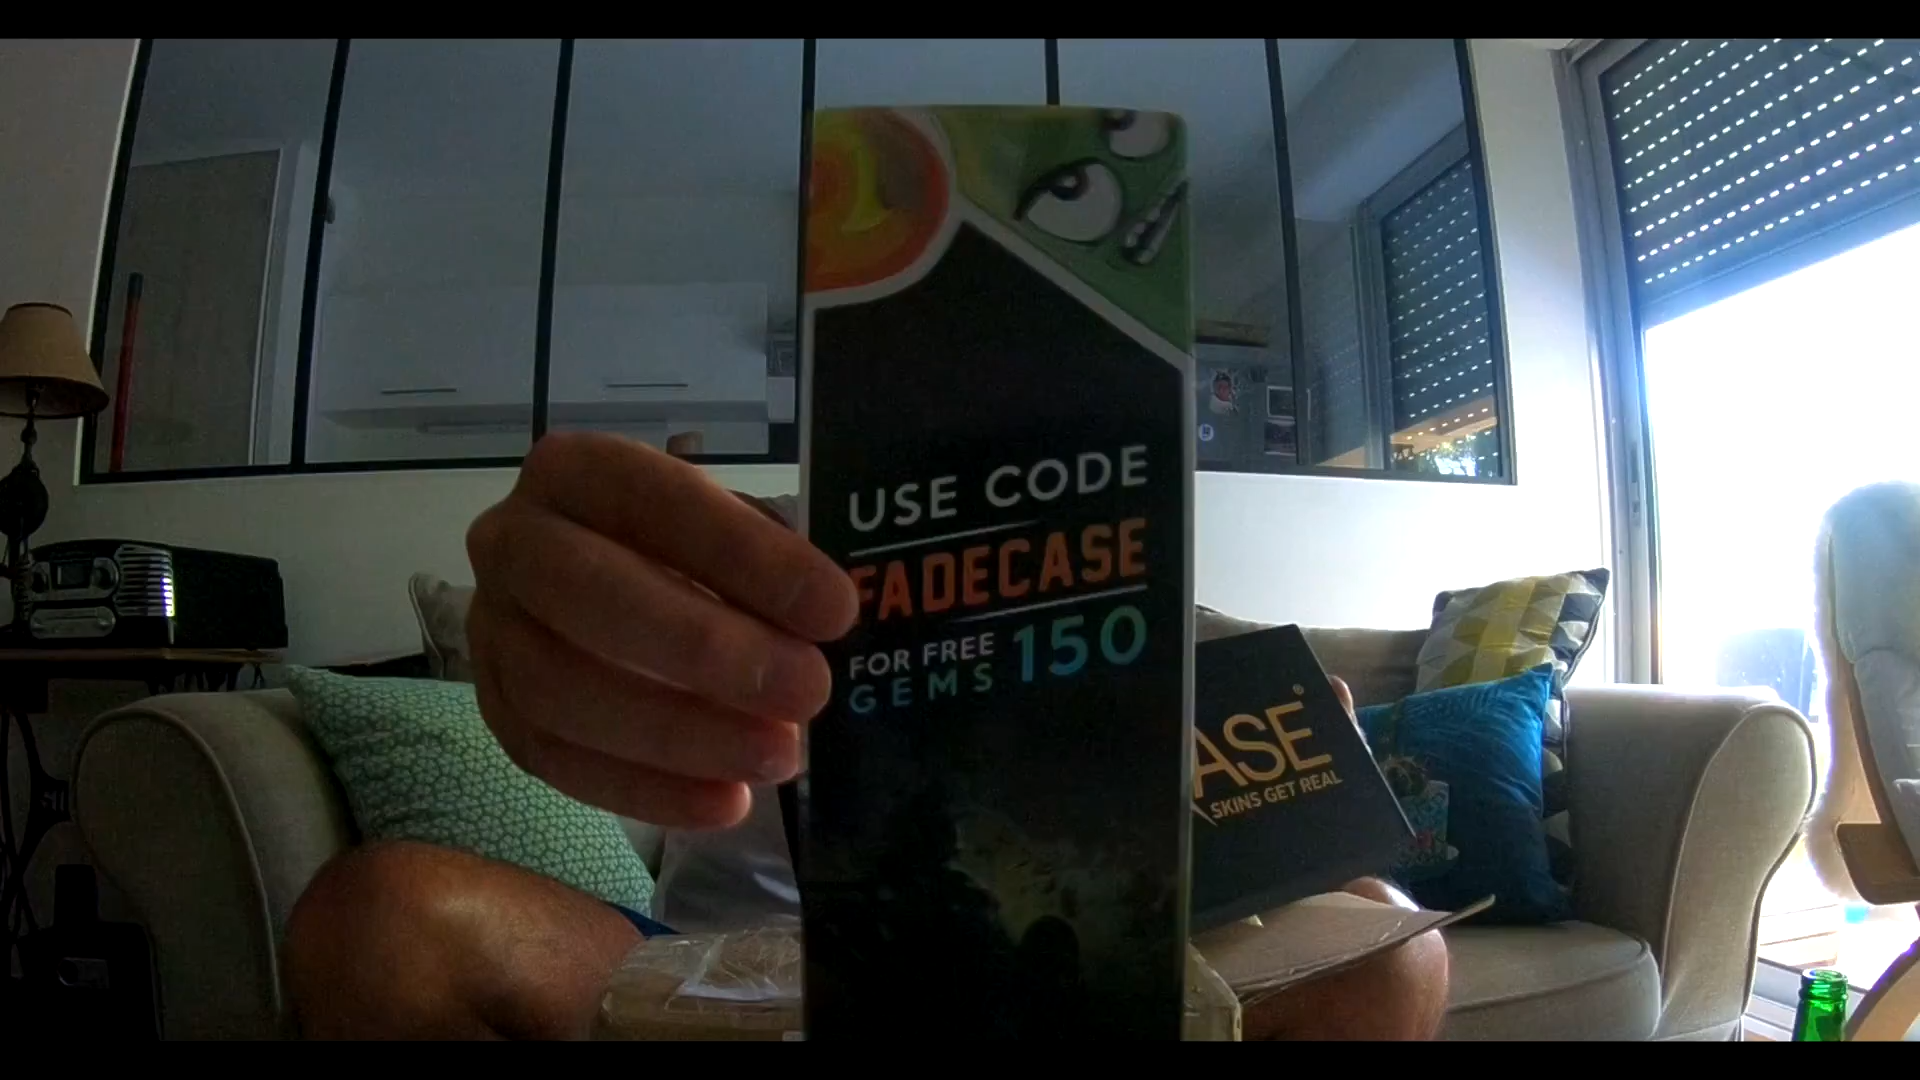 USE CODE
FADECASE
FOR FREE
GEMS 150
ASE®
SKINS GET REAL